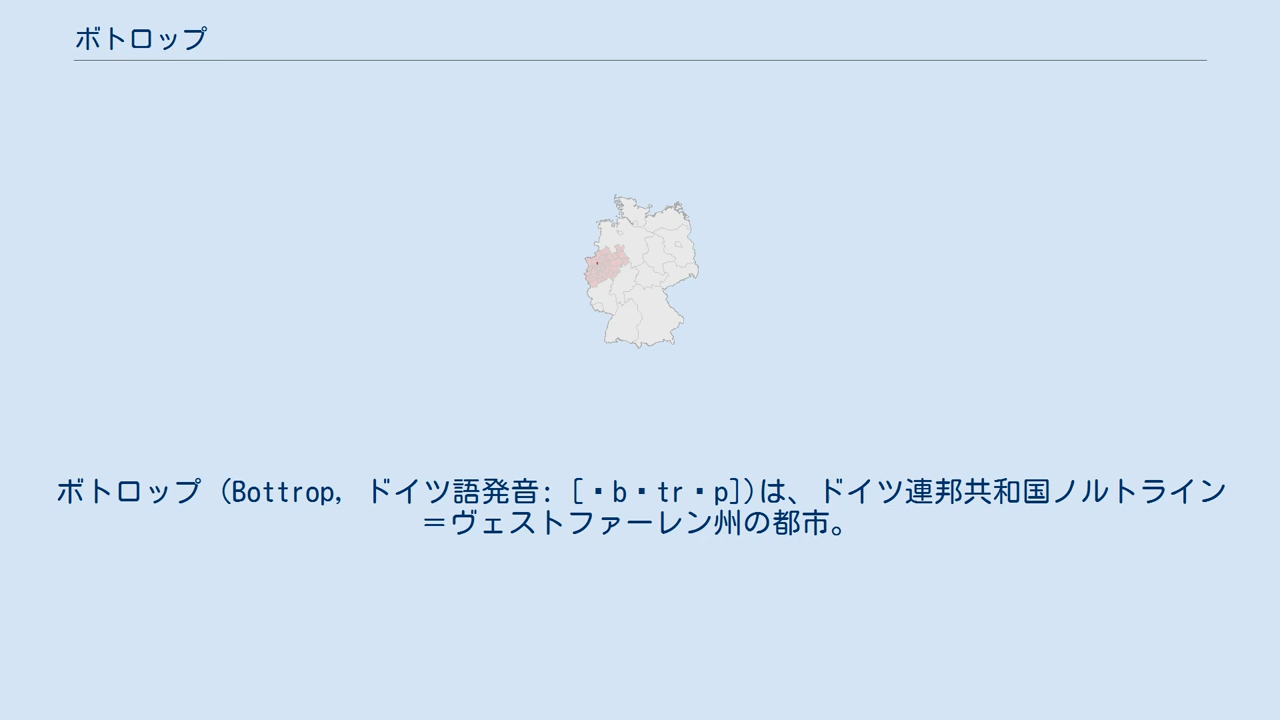 ボトロップ
ボトロップ（Bottrop, ドイツ語発音: [▪b▪tr▪p])は、ドイツ連邦共和国ノルトライン
＝ヴェストファーレン州の都市。